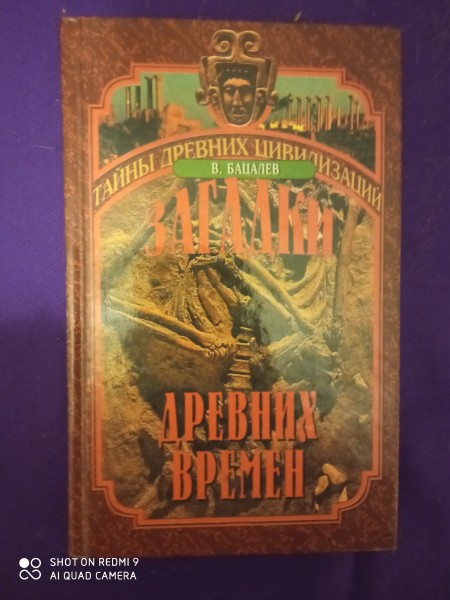 ТАЙНЫ ДРЕВНИХ ЦИВИЛИЗАЦИЙ
В. БАЦАЛЕВ
ЗАГАДКИ
ДРЕВНИХ
ВРЕМЕН
SHOT ON REDMI 9
AI QUAD CAMERA